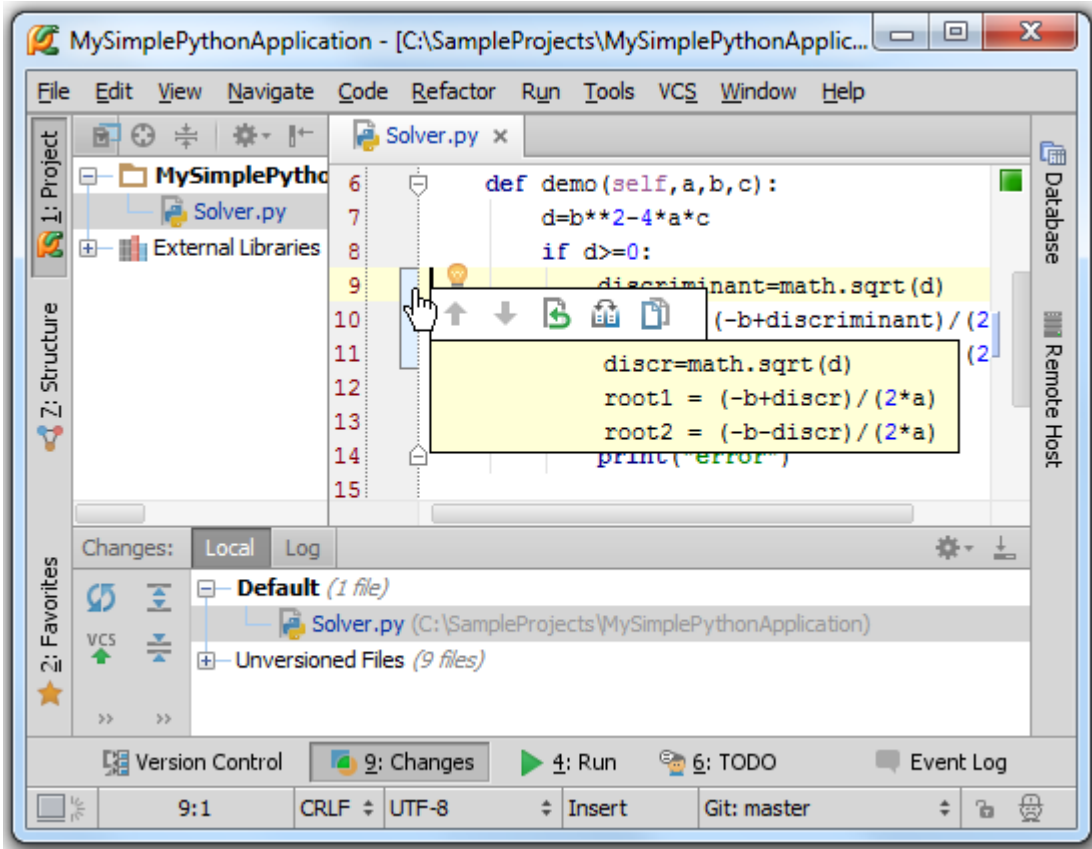 MySimplePythonApplication - [C:\SampleProjects\MySimplePythonApplic...
File Edit View Navigate Code Refactor Run Tools VCS Window Help
1: Project
7: Structure
2: Favorites
MySimplePytho
Solver.py
External Libraries
Solver.py
6 def demo(self,a,b,c):
7 d=b**2-4*a*c
8 if d>=0:
9 discriminant=math.sqrt(d)
10 (-b+discriminant)/(2
11 (2
12
13
14 print("error")
15
discr=math.sqrt(d)
root1 = (-b+discr)/(2*a)
root2 = (-b-discr)/(2*a)
Database
Remote Host
Changes: Local Log
VCS
Default (1 file)
Solver.py (C:\SampleProjects\MySimplePythonApplication)
Unversioned Files (9 files)
Version Control 9: Changes 4: Run 6: TODO Event Log
9:1 CRLF UTF-8 Insert Git: master